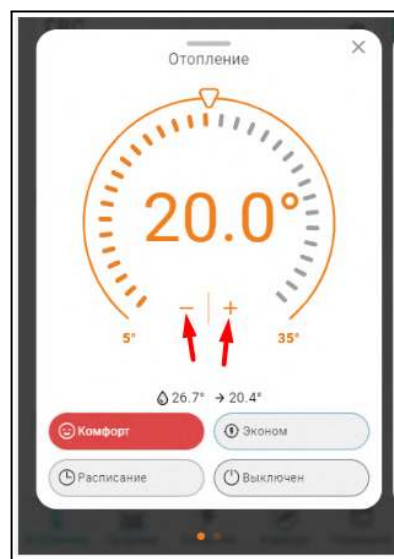 Отопление
20.0°
− | +
5° 35°
26.7° → 20.4°
Комфорт Эконом
Расписание Выключен